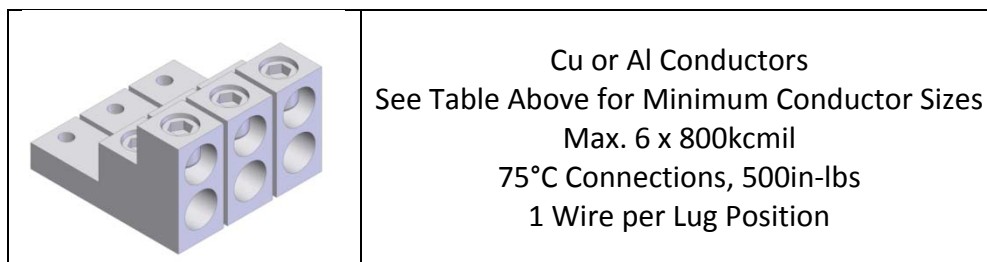 Cu or Al Conductors
See Table Above for Minimum Conductor Sizes
Max. 6 x 800kcmil
75°C Connections, 500in-lbs
1 Wire per Lug Position